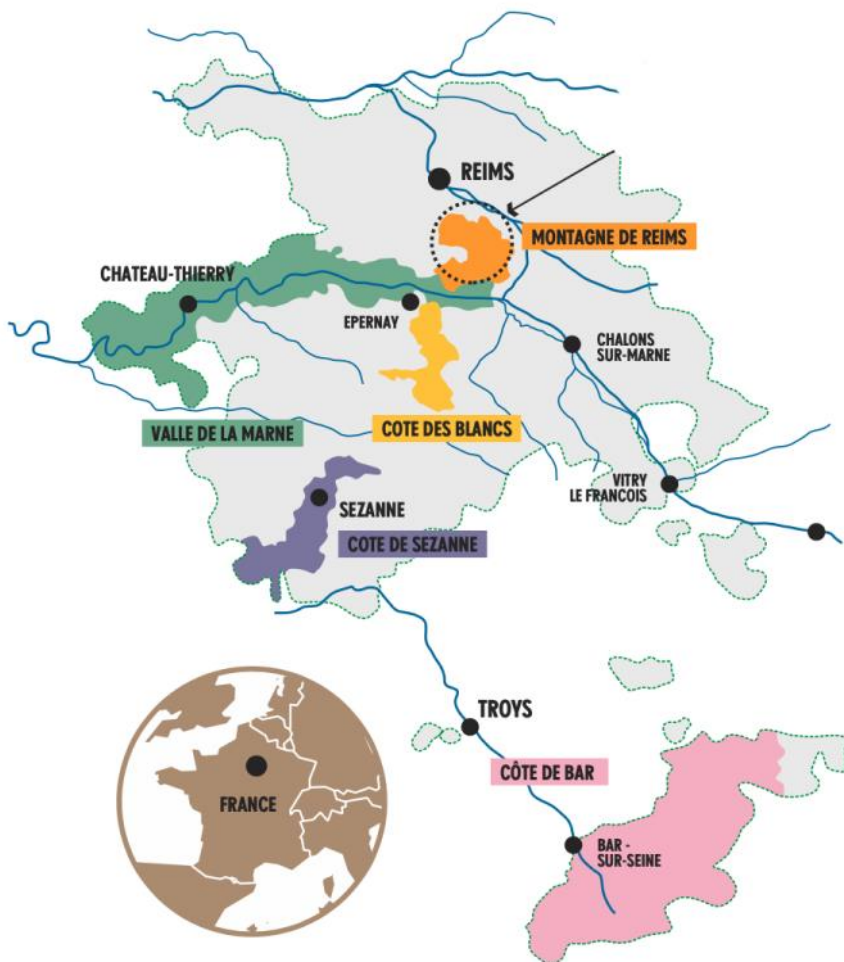 REIMS
MONTAGNE DE REIMS
CHATEAU-THIERRY
EPERNAY
CHALONS
SUR-MARNE
VALLE DE LA MARNE
COTE DES BLANCS
VITRY
LE FRANCOIS
SEZANNE
COTE DE SEZANNE
TROYS
CÔTE DE BAR
FRANCE
BAR -
SUR-SEINE